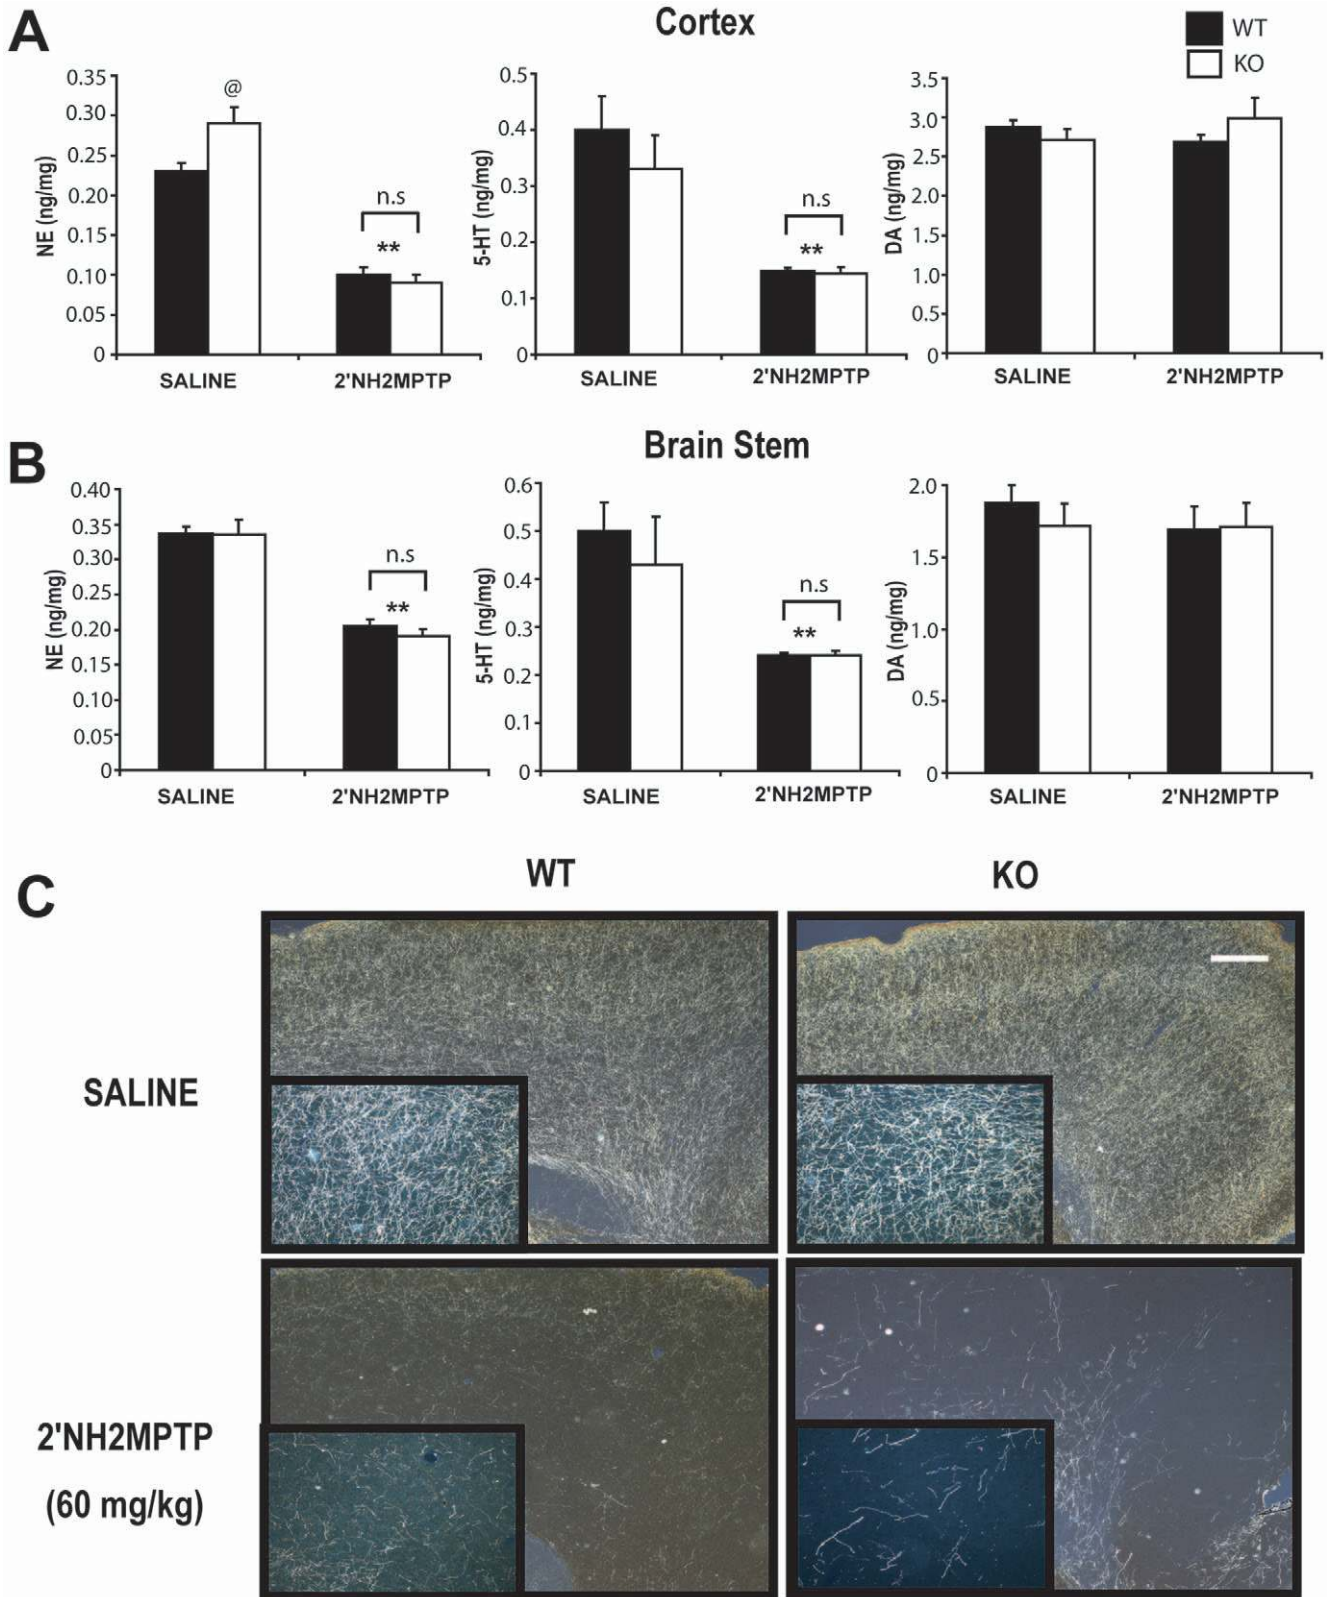 A
Cortex
WT
KO
NE (ng/mg)
0.35
0.30
0.25
0.20
0.15
0.10
0.05
0
@
n.s
**
SALINE
2'NH2MPTP
5-HT (ng/mg)
0.5
0.4
0.3
0.2
0.1
0
n.s
**
SALINE
2'NH2MPTP
DA (ng/mg)
3.5
3.0
2.5
2.0
1.0
0.5
0
SALINE
2'NH2MPTP
B
Brain Stem
NE (ng/mg)
0.40
0.35
0.30
0.25
0.20
0.15
0.10
0.05
0
n.s
**
SALINE
2'NH2MPTP
5-HT (ng/mg)
0.6
0.5
0.4
0.3
0.2
0.1
0
n.s
**
SALINE
2'NH2MPTP
DA (ng/mg)
2.0
1.5
1.0
0.5
0
SALINE
2'NH2MPTP
C
WT
KO
SALINE
2'NH2MPTP
(60 mg/kg)